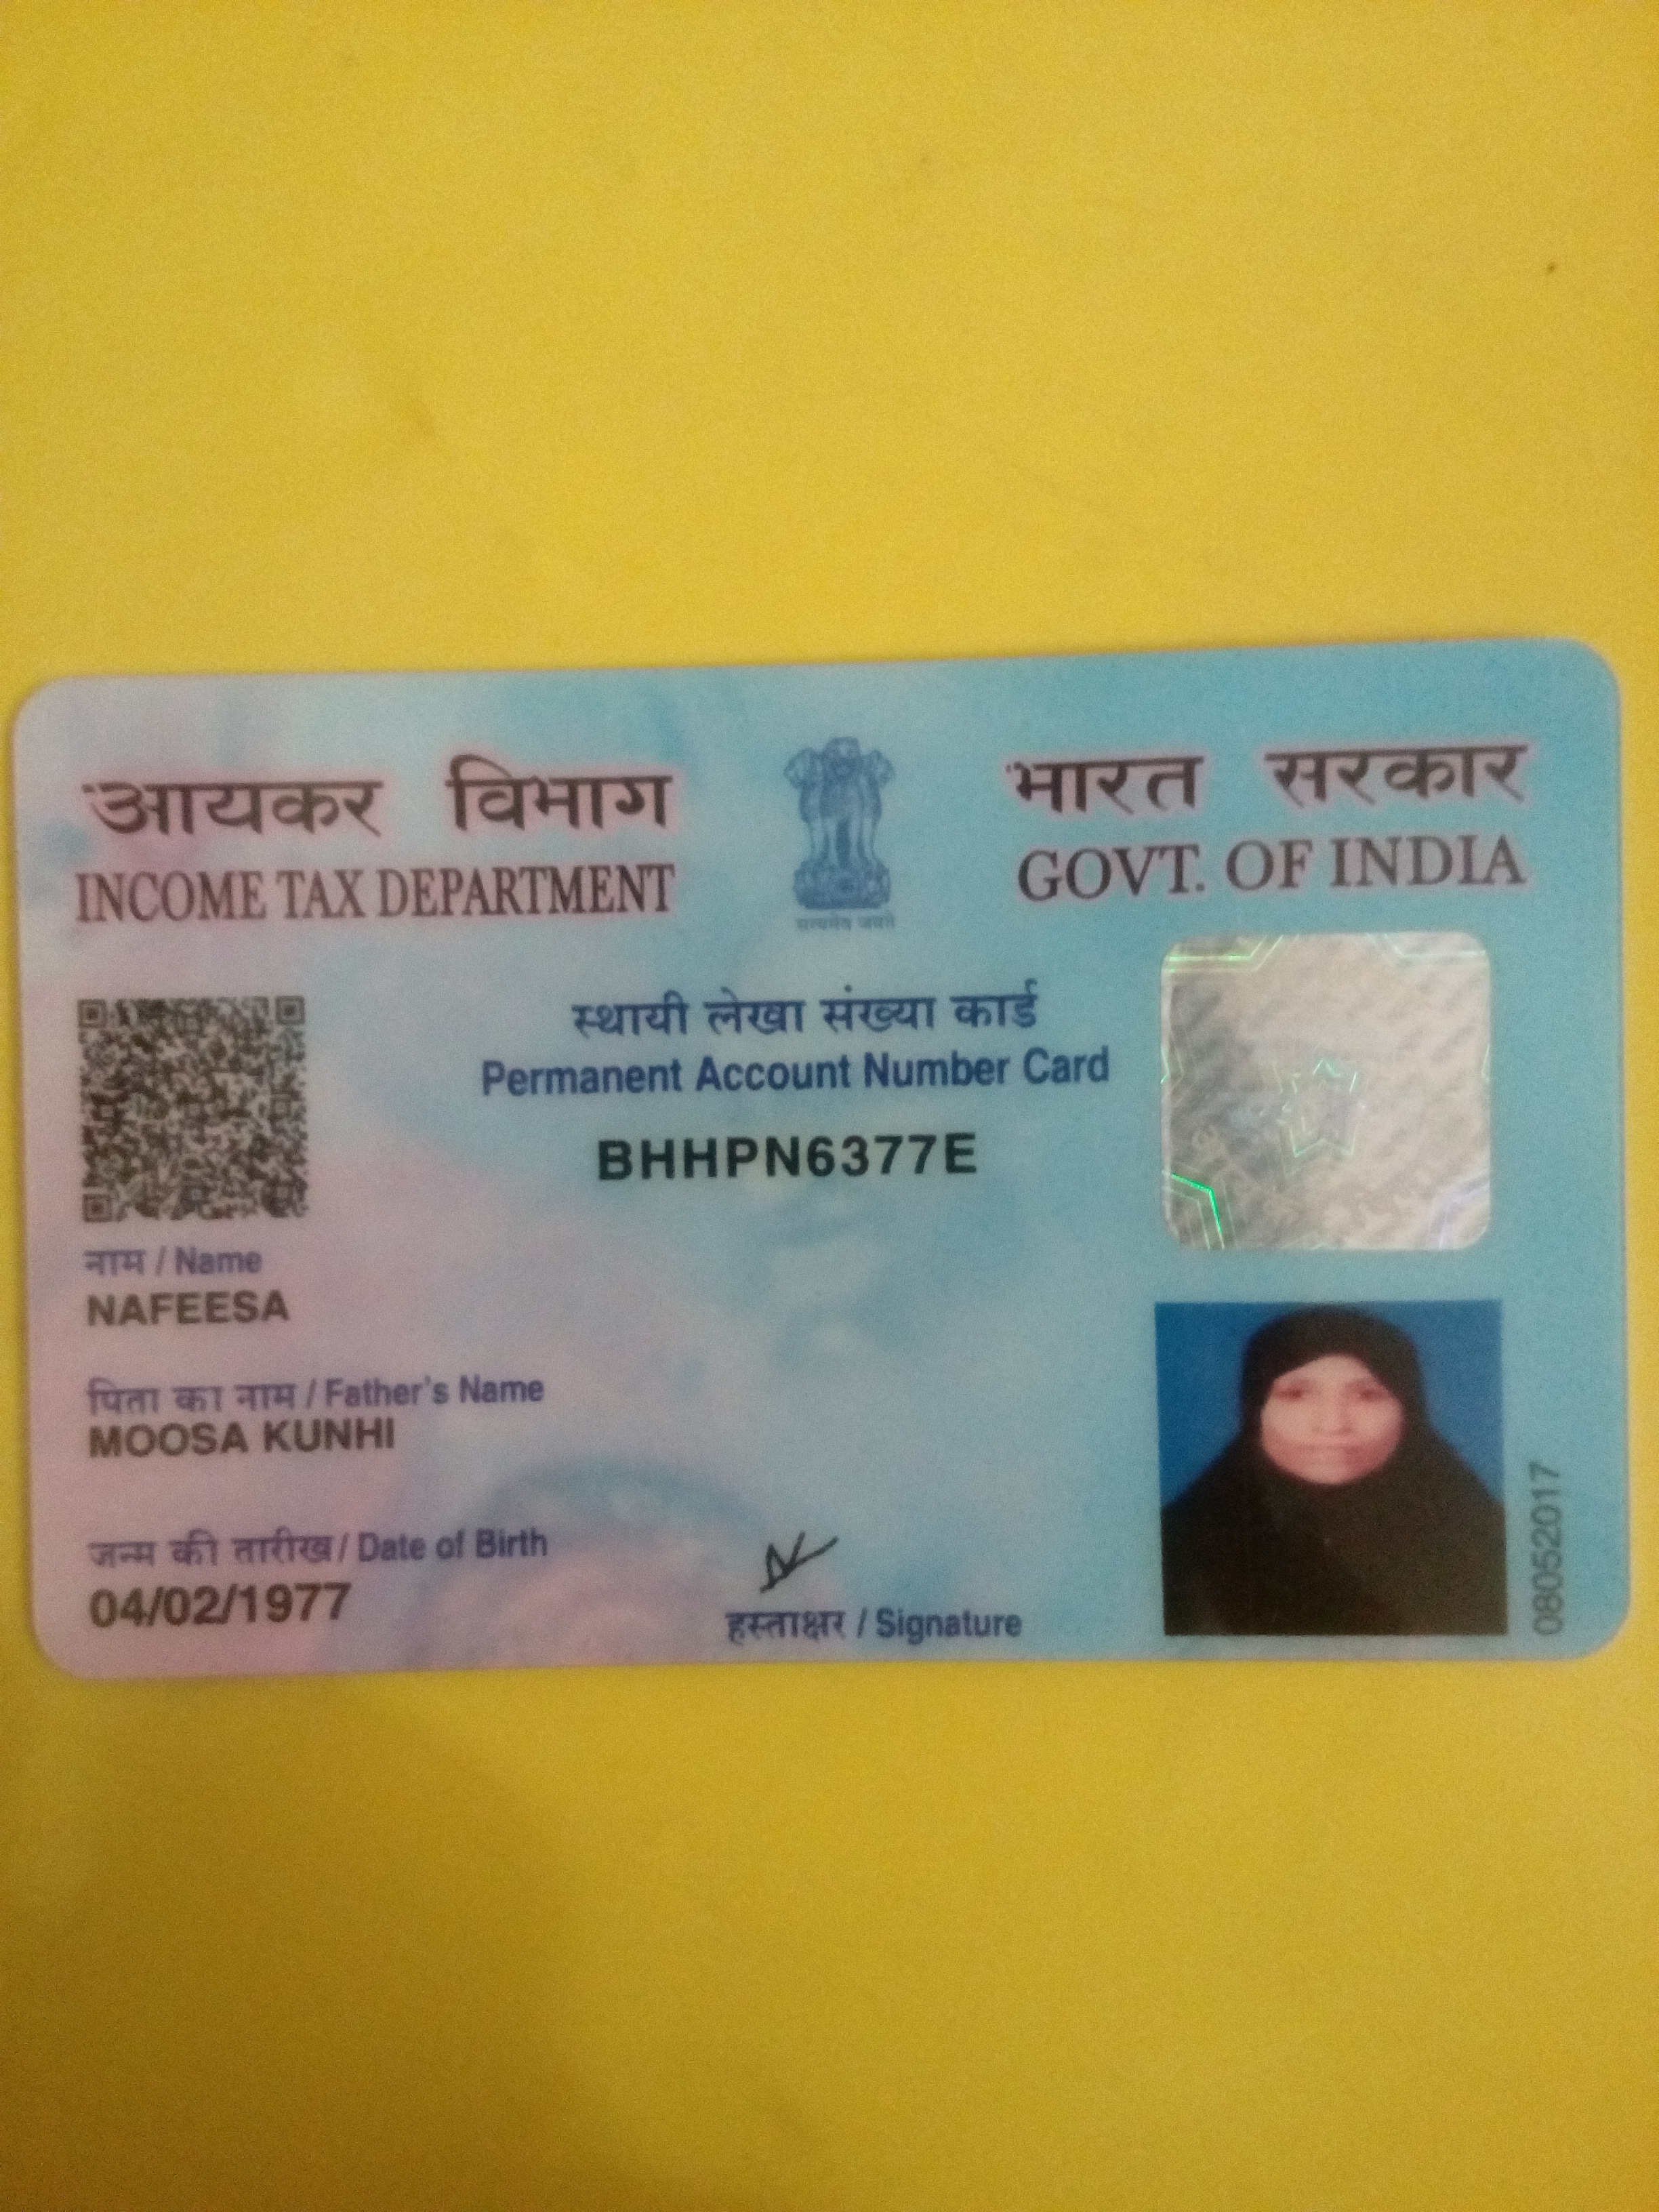 आयकर विभाग
INCOME TAX DEPARTMENT
सत्यमेव जयते
भारत सरकार
GOVT. OF INDIA
स्थायी लेखा संख्या कार्ड
Permanent Account Number Card
BHHPN6377E
नाम / Name
NAFEESA
पिता का नाम / Father's Name
MOOSA KUNHI
जन्म की तारीख / Date of Birth
04/02/1977
हस्ताक्षर / Signature
08052017